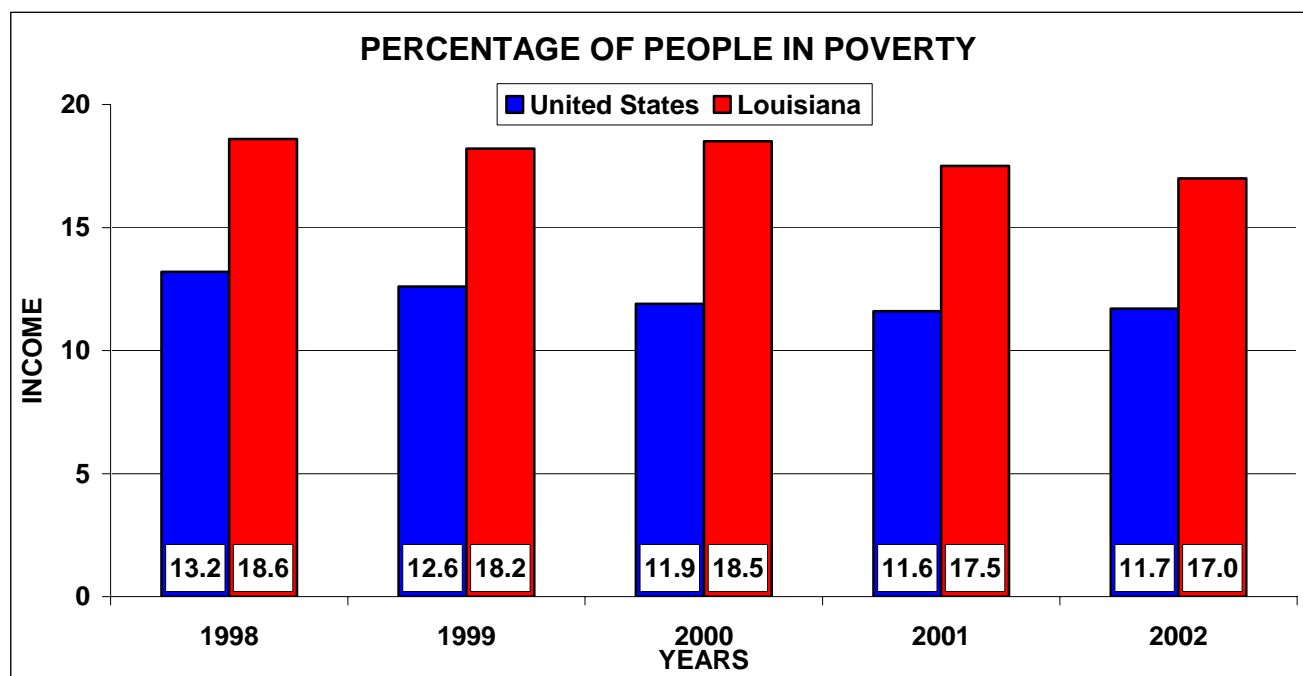 PERCENTAGE OF PEOPLE IN POVERTY
United States Louisiana
20
15
10
5
0
INCOME
13.2 18.6 12.6 18.2 11.9 18.5 11.6 17.5 11.7 17.0
1998 1999 2000 2001 2002
YEARS